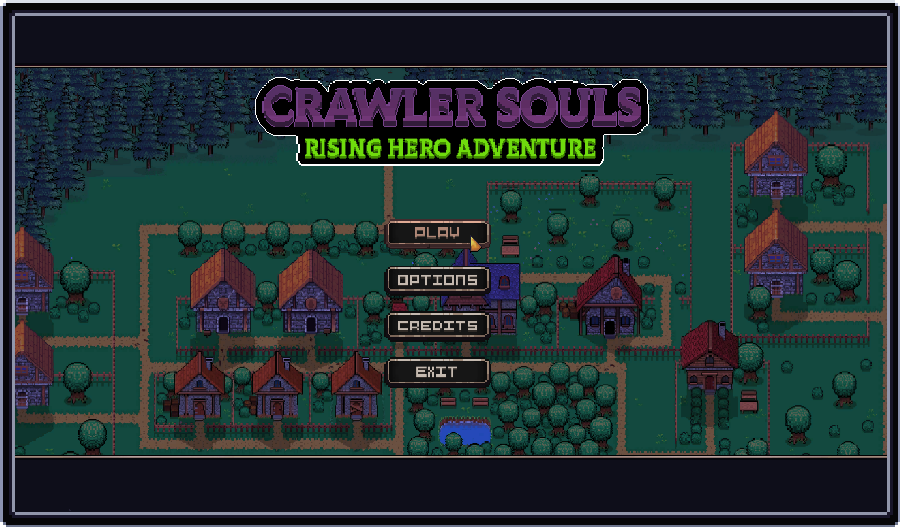 CRAWLER SOULS
RISING HERO ADVENTURE
PLAY
OPTIONS
CREDITS
EXIT